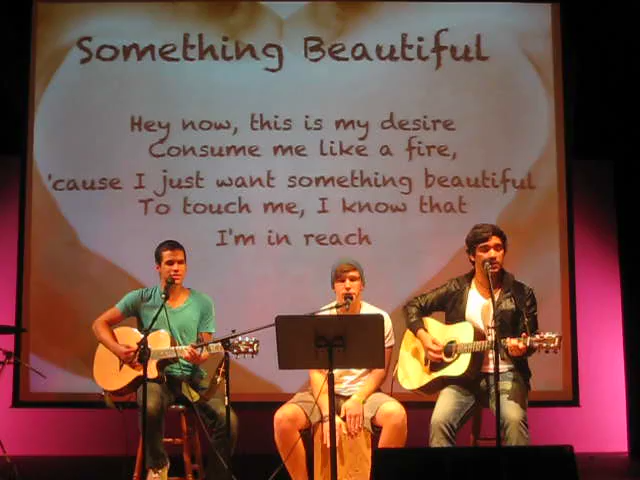 Something Beautiful
Hey now, this is my desire
Consume me like a fire,
'cause I just want something beautiful
To touch me, I know that
I'm in reach